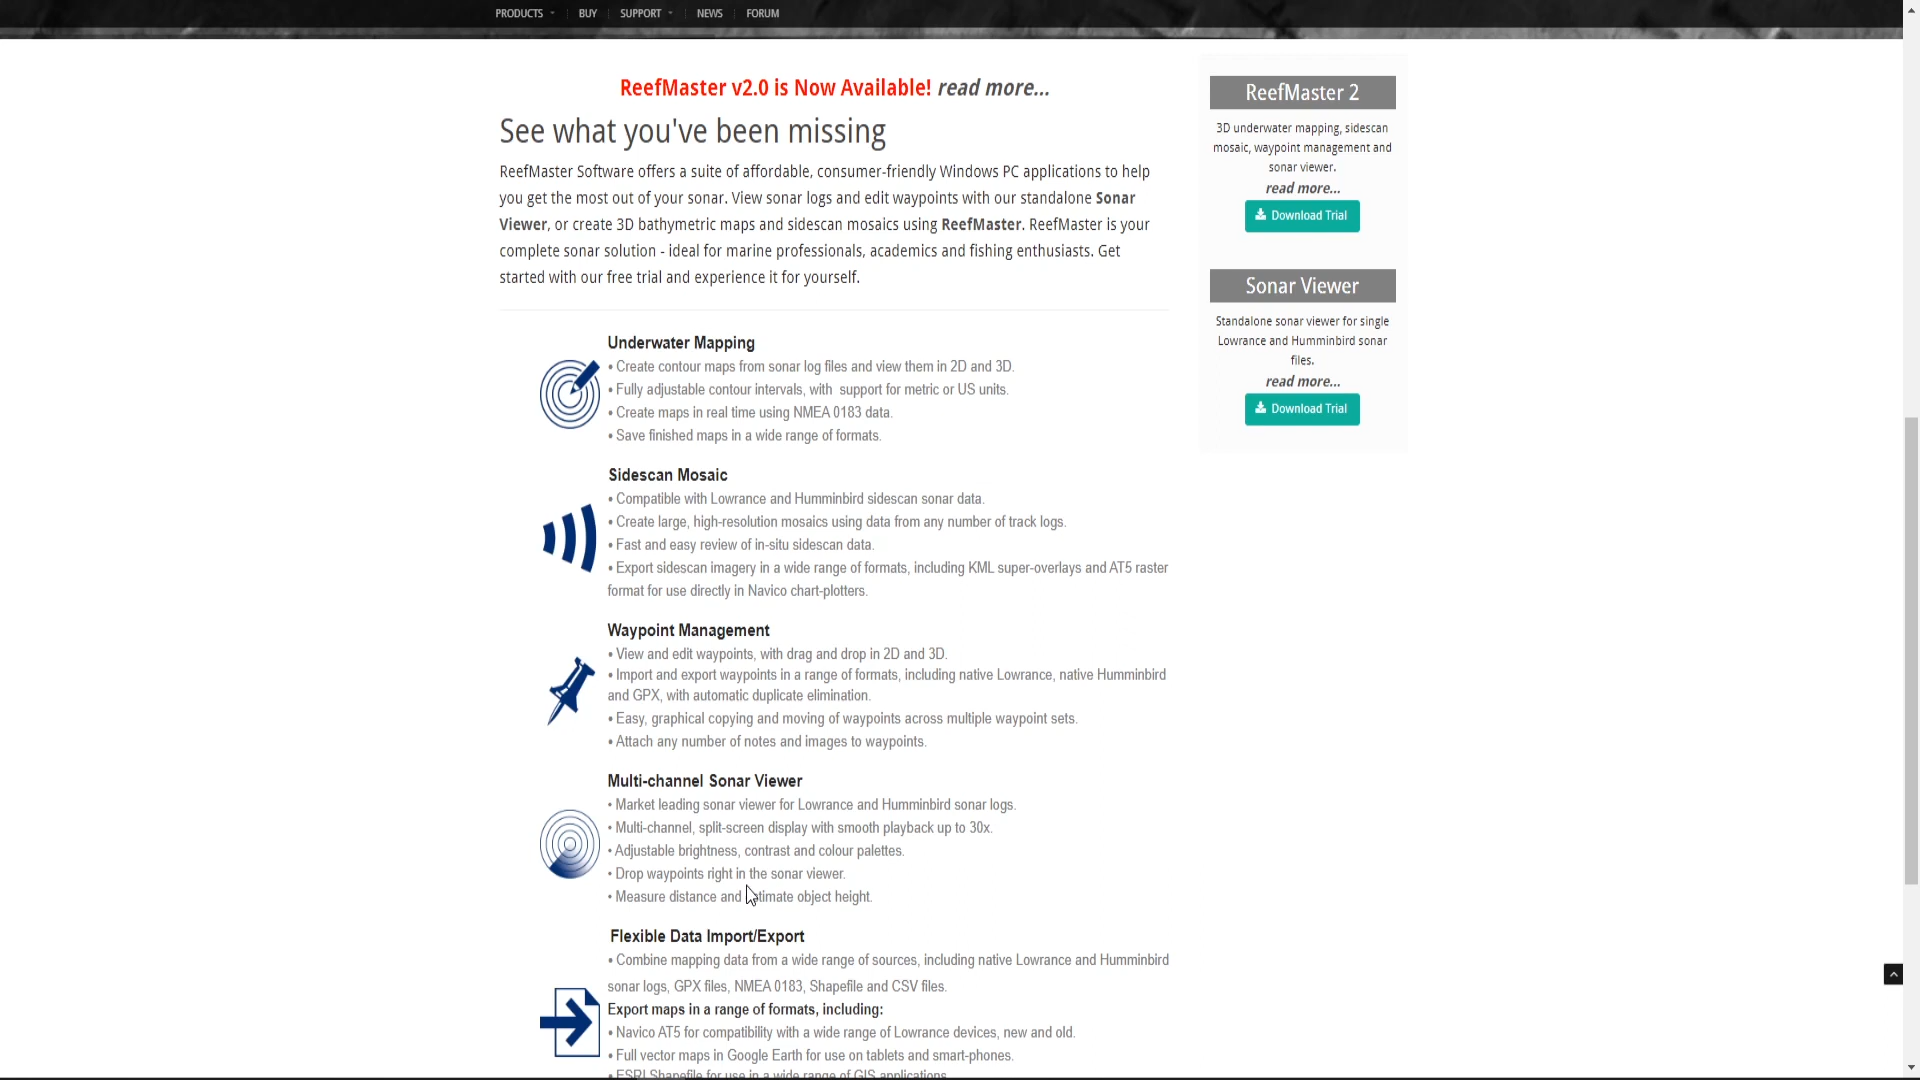 PRODUCTS
BUY
SUPPORT
NEWS
FORUM
ReefMaster v2.0 is Now Available! read more...
See what you've been missing
ReefMaster Software offers a suite of affordable, consumer-friendly Windows PC applications to help
you get the most out of your sonar. View sonar logs and edit waypoints with our standalone Sonar
Viewer, or create 3D bathymetric maps and sidescan mosaics using ReefMaster. ReefMaster is your
complete sonar solution - ideal for marine professionals, academics and fishing enthusiasts. Get
started with our free trial and experience it for yourself.
Underwater Mapping
• Create contour maps from sonar log files and view them in 2D and 3D.
• Fully adjustable contour intervals, with support for metric or US units.
• Create maps in real time using NMEA 0183 data.
• Save finished maps in a wide range of formats.
Sidescan Mosaic
• Compatible with Lowrance and Humminbird sidescan sonar data.
• Create large, high-resolution mosaics using data from any number of track logs.
• Fast and easy review of in-situ sidescan data.
• Export sidescan imagery in a wide range of formats, including KML super-overlays and AT5 raster
format for use directly in Navico chart-plotters.
Waypoint Management
• View and edit waypoints, with drag and drop in 2D and 3D.
• Import and export waypoints in a range of formats, including native Lowrance, native Humminbird
and GPX, with automatic duplicate elimination.
• Easy, graphical copying and moving of waypoints across multiple waypoint sets.
• Attach any number of notes and images to waypoints.
Multi-channel Sonar Viewer
• Market leading sonar viewer for Lowrance and Humminbird sonar logs.
• Multi-channel, split-screen display with smooth playback up to 30x.
• Adjustable brightness, contrast and colour palettes.
• Drop waypoints right in the sonar viewer.
• Measure distance and estimate object height.
Flexible Data Import/Export
• Combine mapping data from a wide range of sources, including native Lowrance and Humminbird
sonar logs, GPX files, NMEA 0183, Shapefile and CSV files.
Export maps in a range of formats, including:
• Navico AT5 for compatibility with a wide range of Lowrance devices, new and old.
• Full vector maps in Google Earth for use on tablets and smart-phones.
• ESRI Shapefile for use in a wide range of GIS applications.
ReefMaster 2
3D underwater mapping, sidescan
mosaic, waypoint management and
sonar viewer.
read more...
Download Trial
Sonar Viewer
Standalone sonar viewer for single
Lowrance and Humminbird sonar
files.
read more...
Download Trial